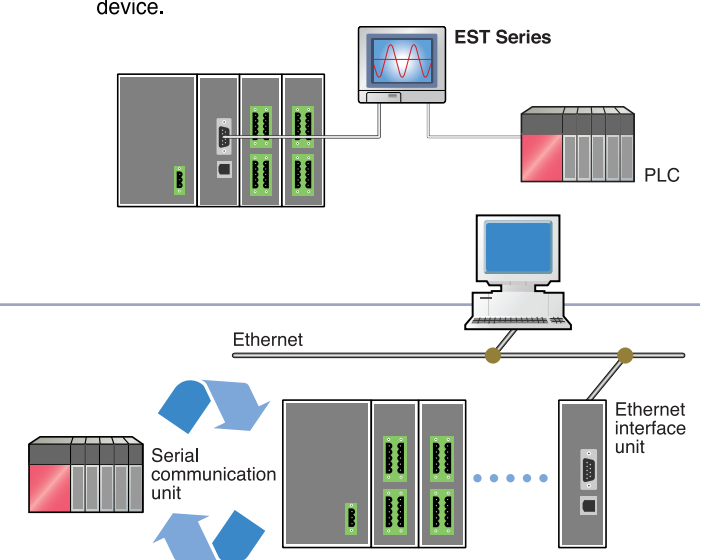 device.
EST Series
PLC
Ethernet
Ethernet
interface
unit
Serial
communication
unit